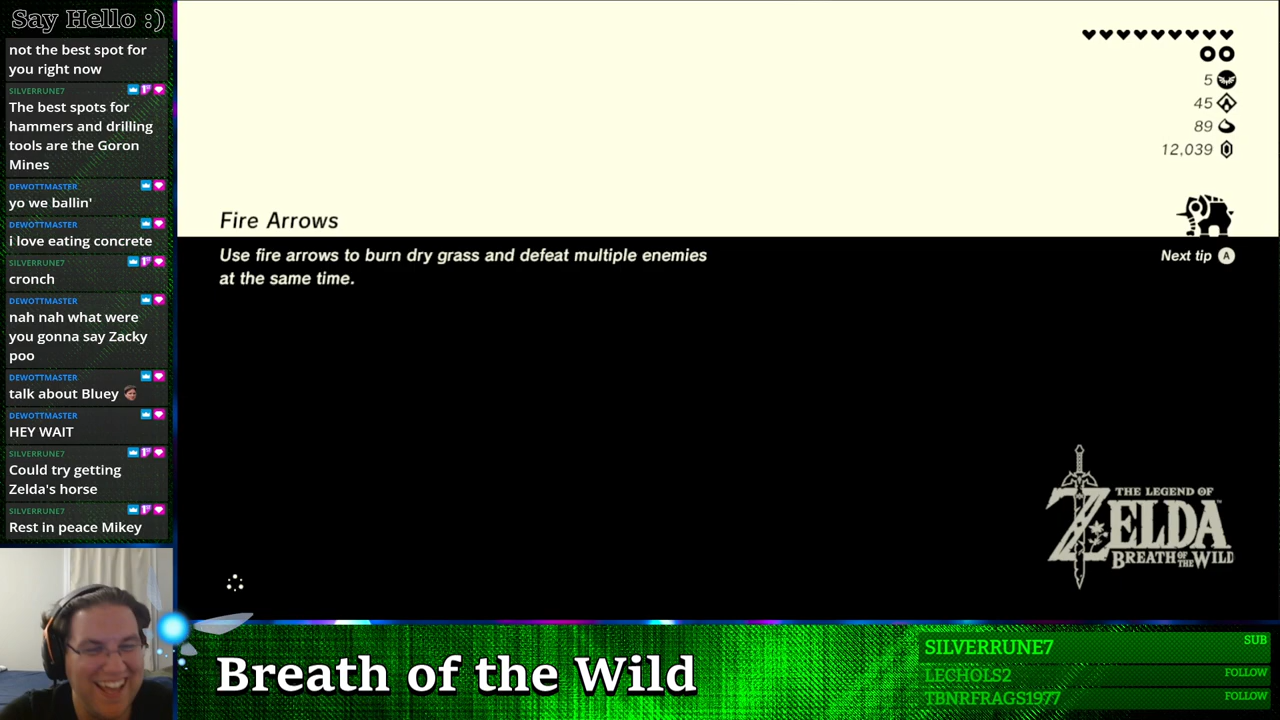 Say Hello :)
not the best spot for
you right now
SILVERRUNE7
The best spots for
hammers and drilling
tools are the Goron
Mines
DEWOTTMASTER
yo we ballin'
DEWOTTMASTER
i love eating concrete
SILVERRUNE7
cronch
DEWOTTMASTER
nah nah what were
you gonna say Zacky
poo
DEWOTTMASTER
talk about Bluey
DEWOTTMASTER
HEY WAIT
SILVERRUNE7
Could try getting
Zelda's horse
SILVERRUNE7
Rest in peace Mikey
5
45
89
12,039
Fire Arrows
Use fire arrows to burn dry grass and defeat multiple enemies
at the same time.
Next tip A
THE LEGEND OF
ZELDA
BREATH OF THE WILD
Breath of the Wild
SILVERRUNE7 SUB
LECHOLS2 FOLLOW
TBNRFRAGS1977 FOLLOW